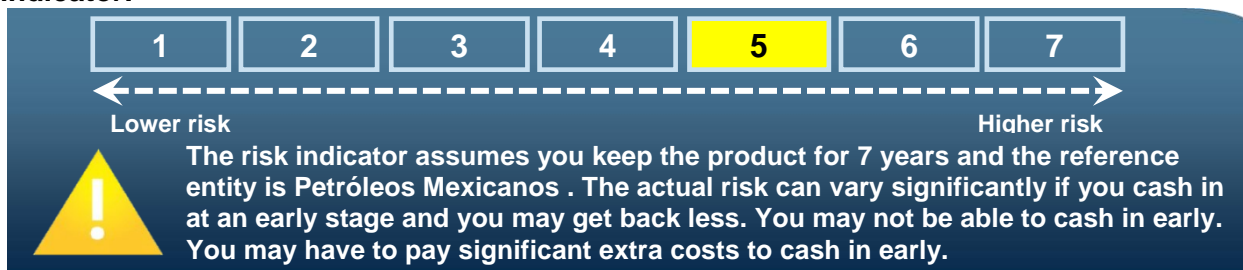 1 2 3 4 5 6 7
Lower risk Higher risk
The risk indicator assumes you keep the product for 7 years and the reference
entity is Petróleos Mexicanos . The actual risk can vary significantly if you cash in
at an early stage and you may get back less. You may not be able to cash in early.
You may have to pay significant extra costs to cash in early.